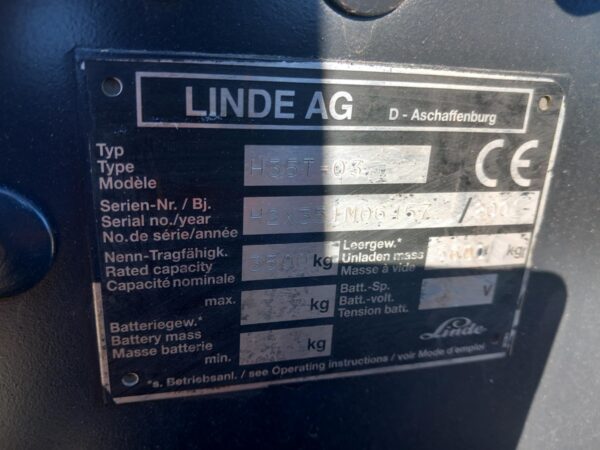 LINDE AG D - Aschaffenburg
Typ
Type
Modèle
H35T-03
CE
Serien-Nr. / Bj.
Serial no./year
No. de série/année
Nenn-Tragfähigk.
Rated capacity
Capacité nominale
3500 kg
Leergew.*
Unladen mass
Masse à vide
kg
max. kg
Batteriegew.*
Battery mass
Masse batterie
min. kg
Batt.-Sp.
Batt.-volt.
Tension batt.
V
Linde
*s. Betriebsanl. / see Operating instructions / voir Mode d'emploi